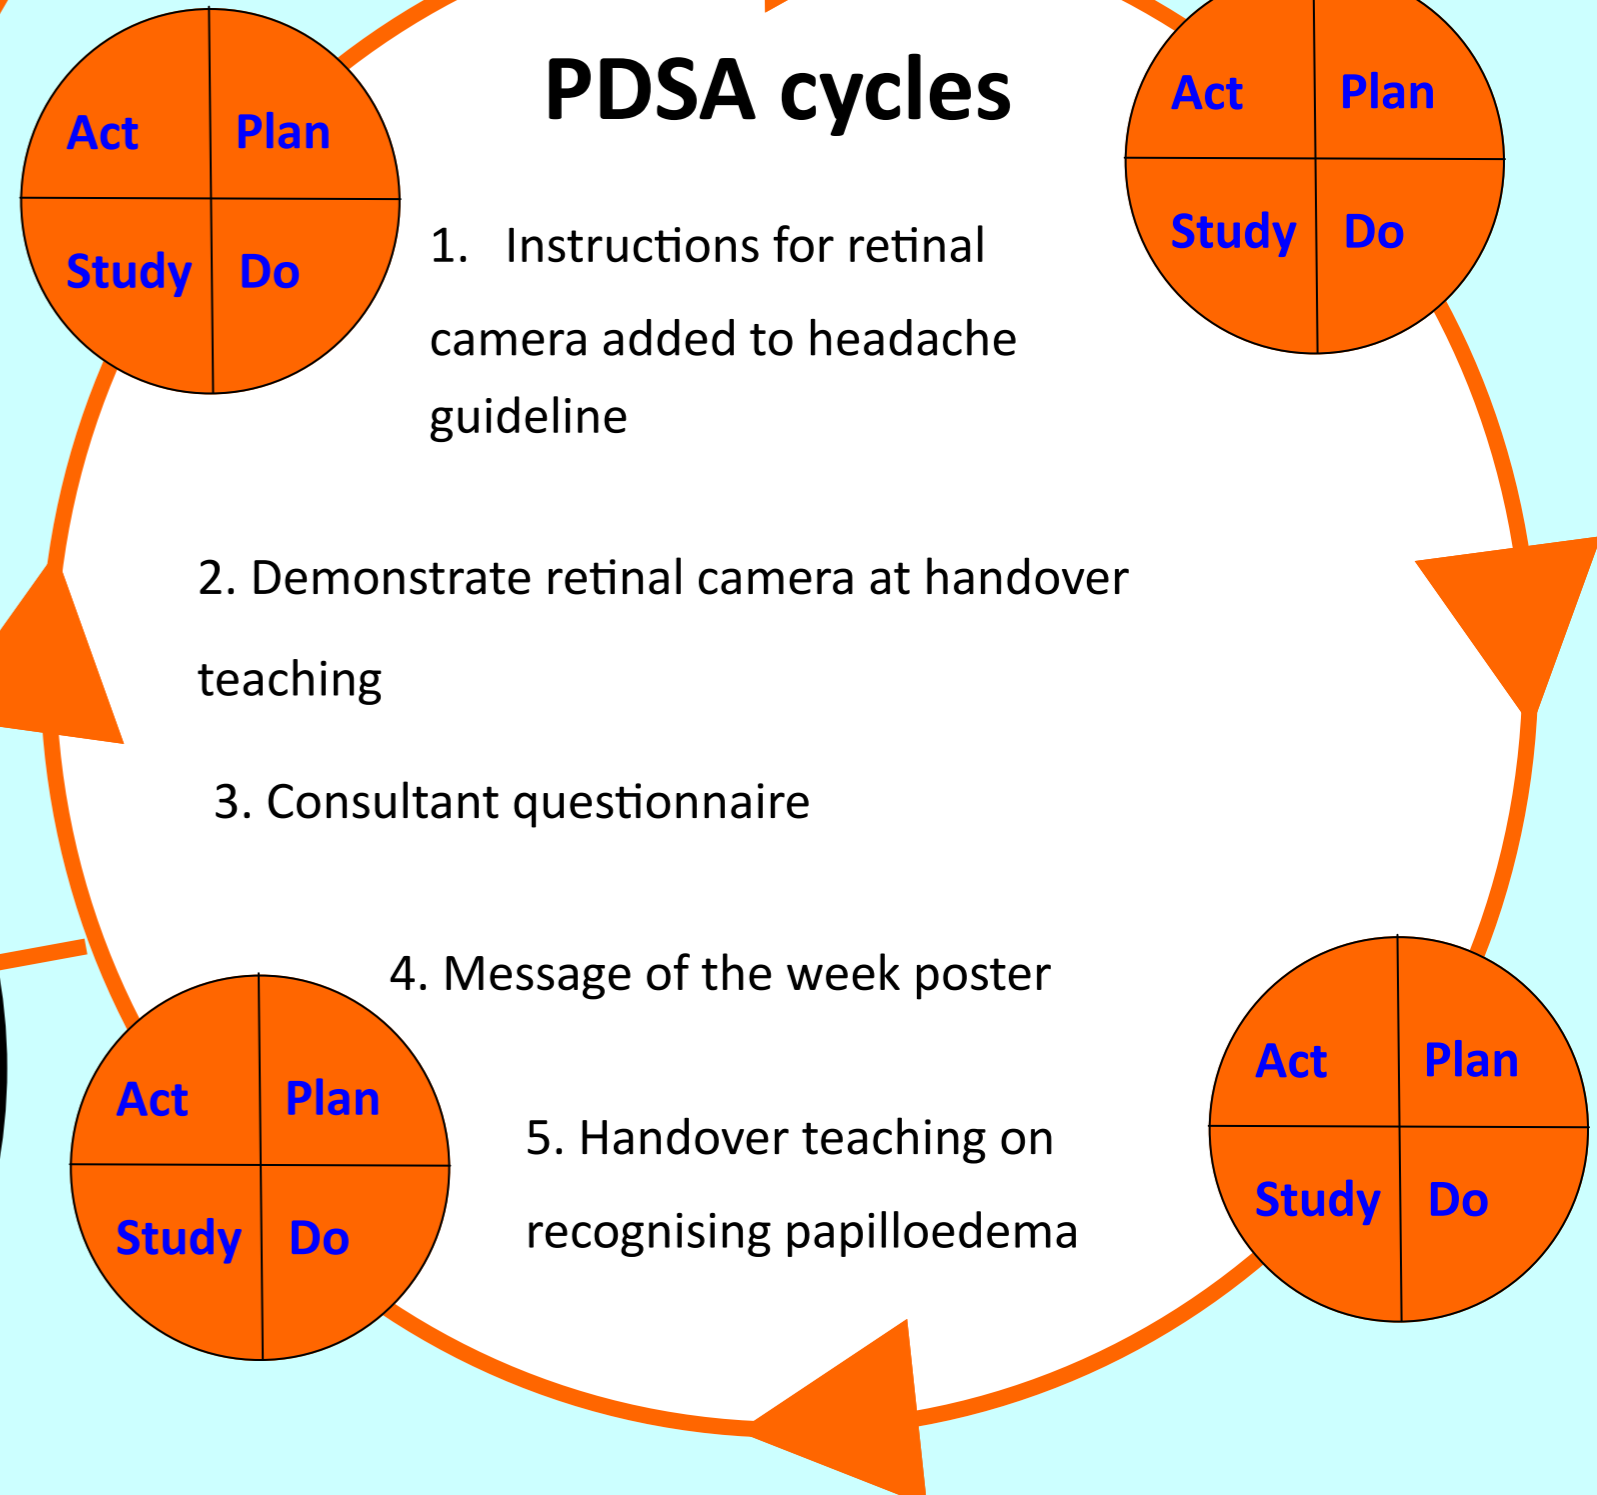 PDSA cycles
Act Plan
Study Do
Act Plan
Study Do
1. Instructions for retinal
camera added to headache
guideline
2. Demonstrate retinal camera at handover
teaching
3. Consultant questionnaire
4. Message of the week poster
5. Handover teaching on
recognising papilloedema
Act Plan
Study Do
Act Plan
Study Do